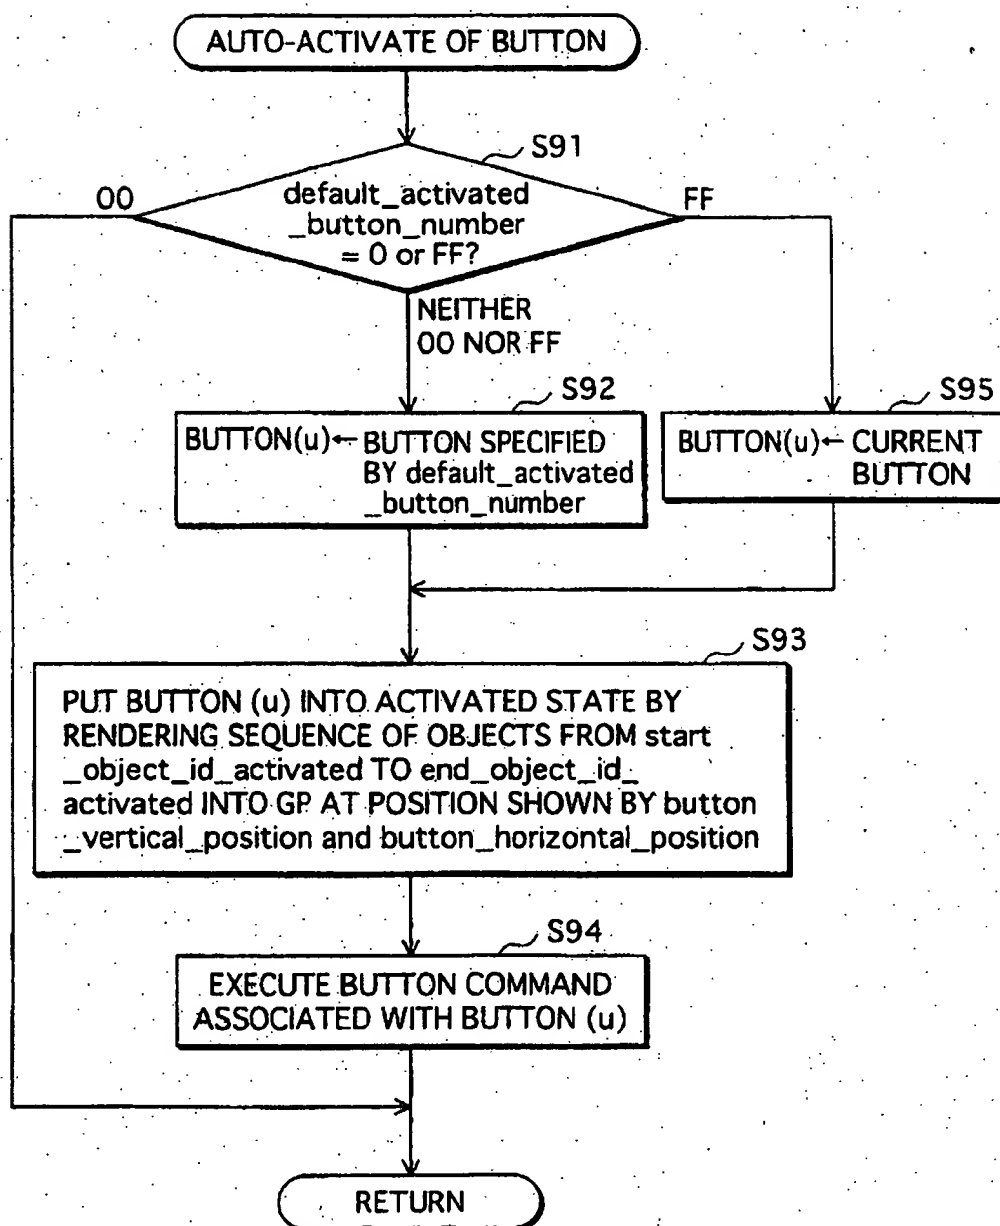 AUTO-ACTIVATE OF BUTTON
S91
00
default_activated
_button_number
= 0 or FF?
FF
NEITHER
00 NOR FF
S92
BUTTON(u)← BUTTON SPECIFIED
BY default_activated
_button_number
S95
BUTTON(u)← CURRENT
BUTTON
S93
PUT BUTTON (u) INTO ACTIVATED STATE BY
RENDERING SEQUENCE OF OBJECTS FROM start
_object_id_activated TO end_object_id_
activated INTO GP AT POSITION SHOWN BY button
_vertical_position and button_horizontal_position
S94
EXECUTE BUTTON COMMAND
ASSOCIATED WITH BUTTON (u)
RETURN